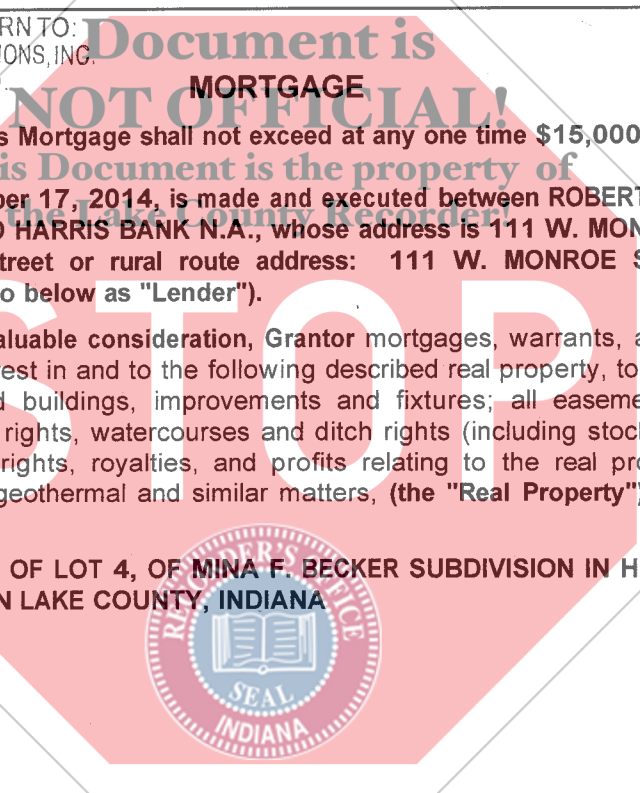 RN TO:
IONS, INC.
Document is
NOT OFFICIAL!
MORTGAGE
s Mortgage shall not exceed at any one time $15,000
is Document is the property of
ber 17, 2014, is made and executed between ROBERT
the Lake County Recorder!
O HARRIS BANK N.A., whose address is 111 W. MON
treet or rural route address: 111 W. MONROE S
o below as "Lender").
STOP
aluable consideration, Grantor mortgages, warrants, a
rest in and to the following described real property, to
d buildings, improvements and fixtures; all easeme
rights, watercourses and ditch rights (including stock
rights, royalties, and profits relating to the real pro
geothermal and similar matters, (the "Real Property")
OF LOT 4, OF MINA F. BECKER SUBDIVISION IN H
N LAKE COUNTY, INDIANA
RECORDER'S OFFICE
SEAL
INDIANA